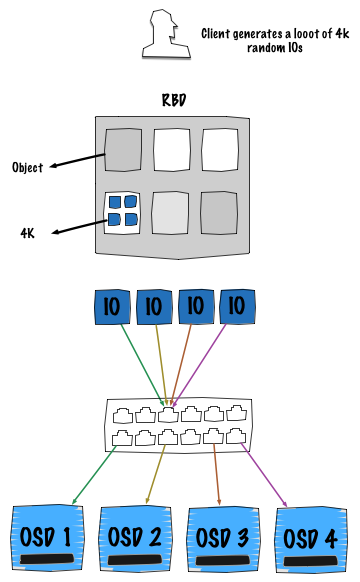 Client generates a looot of 4k
random IOs
RBD
Object
4K
IO IO IO IO
OSD 1 OSD 2 OSD 3 OSD 4